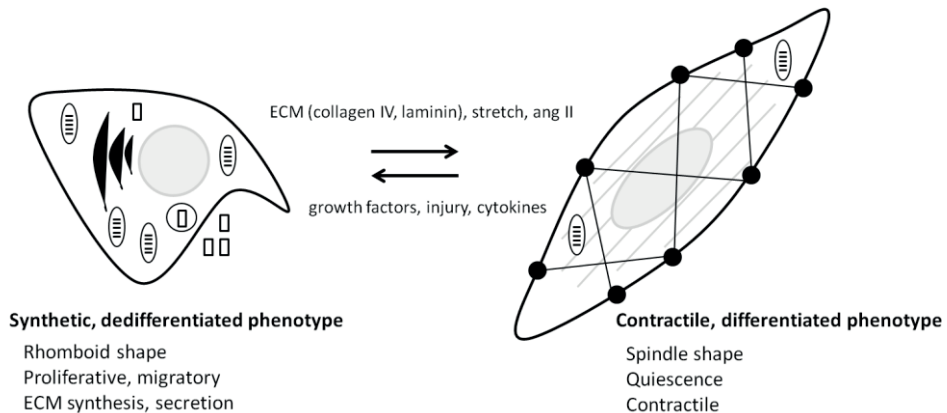 ECM (collagen IV, laminin), stretch, ang II
growth factors, injury, cytokines
Synthetic, dedifferentiated phenotype
Rhomboid shape
Proliferative, migratory
ECM synthesis, secretion
Contractile, differentiated phenotype
Spindle shape
Quiescence
Contractile